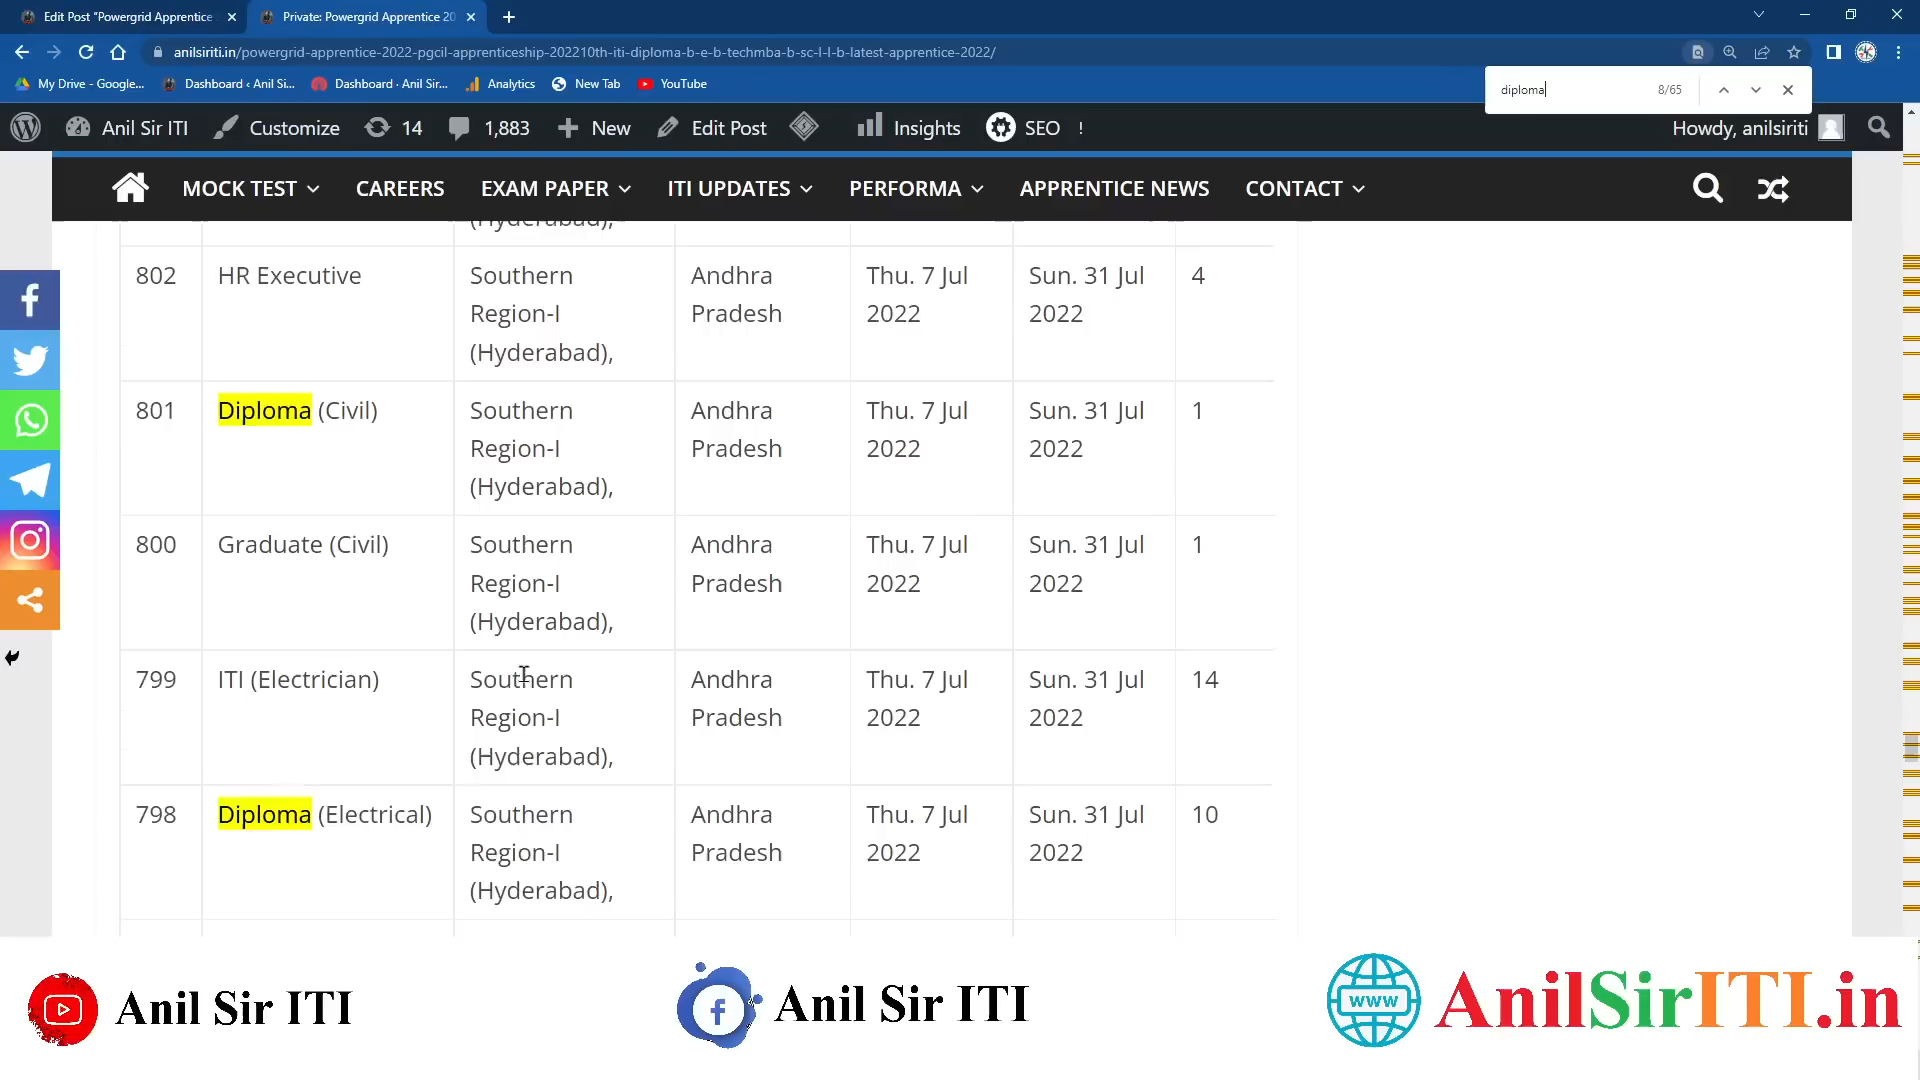 Edit Post "Powergrid Apprentice
Private: Powergrid Apprentice 20
anilsiriti.in/powergrid-apprentice-2022-pgcil-apprenticeship-202210th-iti-diploma-b-e-b-techmba-b-sc-l-l-b-latest-apprentice-2022/
My Drive - Google...
Dashboard ‹ Anil Si...
Dashboard · Anil Sir...
Analytics
New Tab
YouTube
diploma
8/65
Anil Sir ITI
Customize
14
1,883
New
Edit Post
Insights
SEO !
Howdy, anilsiriti
MOCK TEST
CAREERS
EXAM PAPER
ITI UPDATES
PERFORMA
APPRENTICE NEWS
CONTACT
(Hyderabad),
802 HR Executive Southern Andhra Thu. 7 Jul Sun. 31 Jul 4
Region-I Pradesh 2022 2022
(Hyderabad),
801 Diploma (Civil) Southern Andhra Thu. 7 Jul Sun. 31 Jul 1
Region-I Pradesh 2022 2022
(Hyderabad),
800 Graduate (Civil) Southern Andhra Thu. 7 Jul Sun. 31 Jul 1
Region-I Pradesh 2022 2022
(Hyderabad),
799 ITI (Electrician) Southern Andhra Thu. 7 Jul Sun. 31 Jul 14
Region-I Pradesh 2022 2022
(Hyderabad),
798 Diploma (Electrical) Southern Andhra Thu. 7 Jul Sun. 31 Jul 10
Region-I Pradesh 2022 2022
(Hyderabad),
Anil Sir ITI
Anil Sir ITI
www
AnilSirITI.in